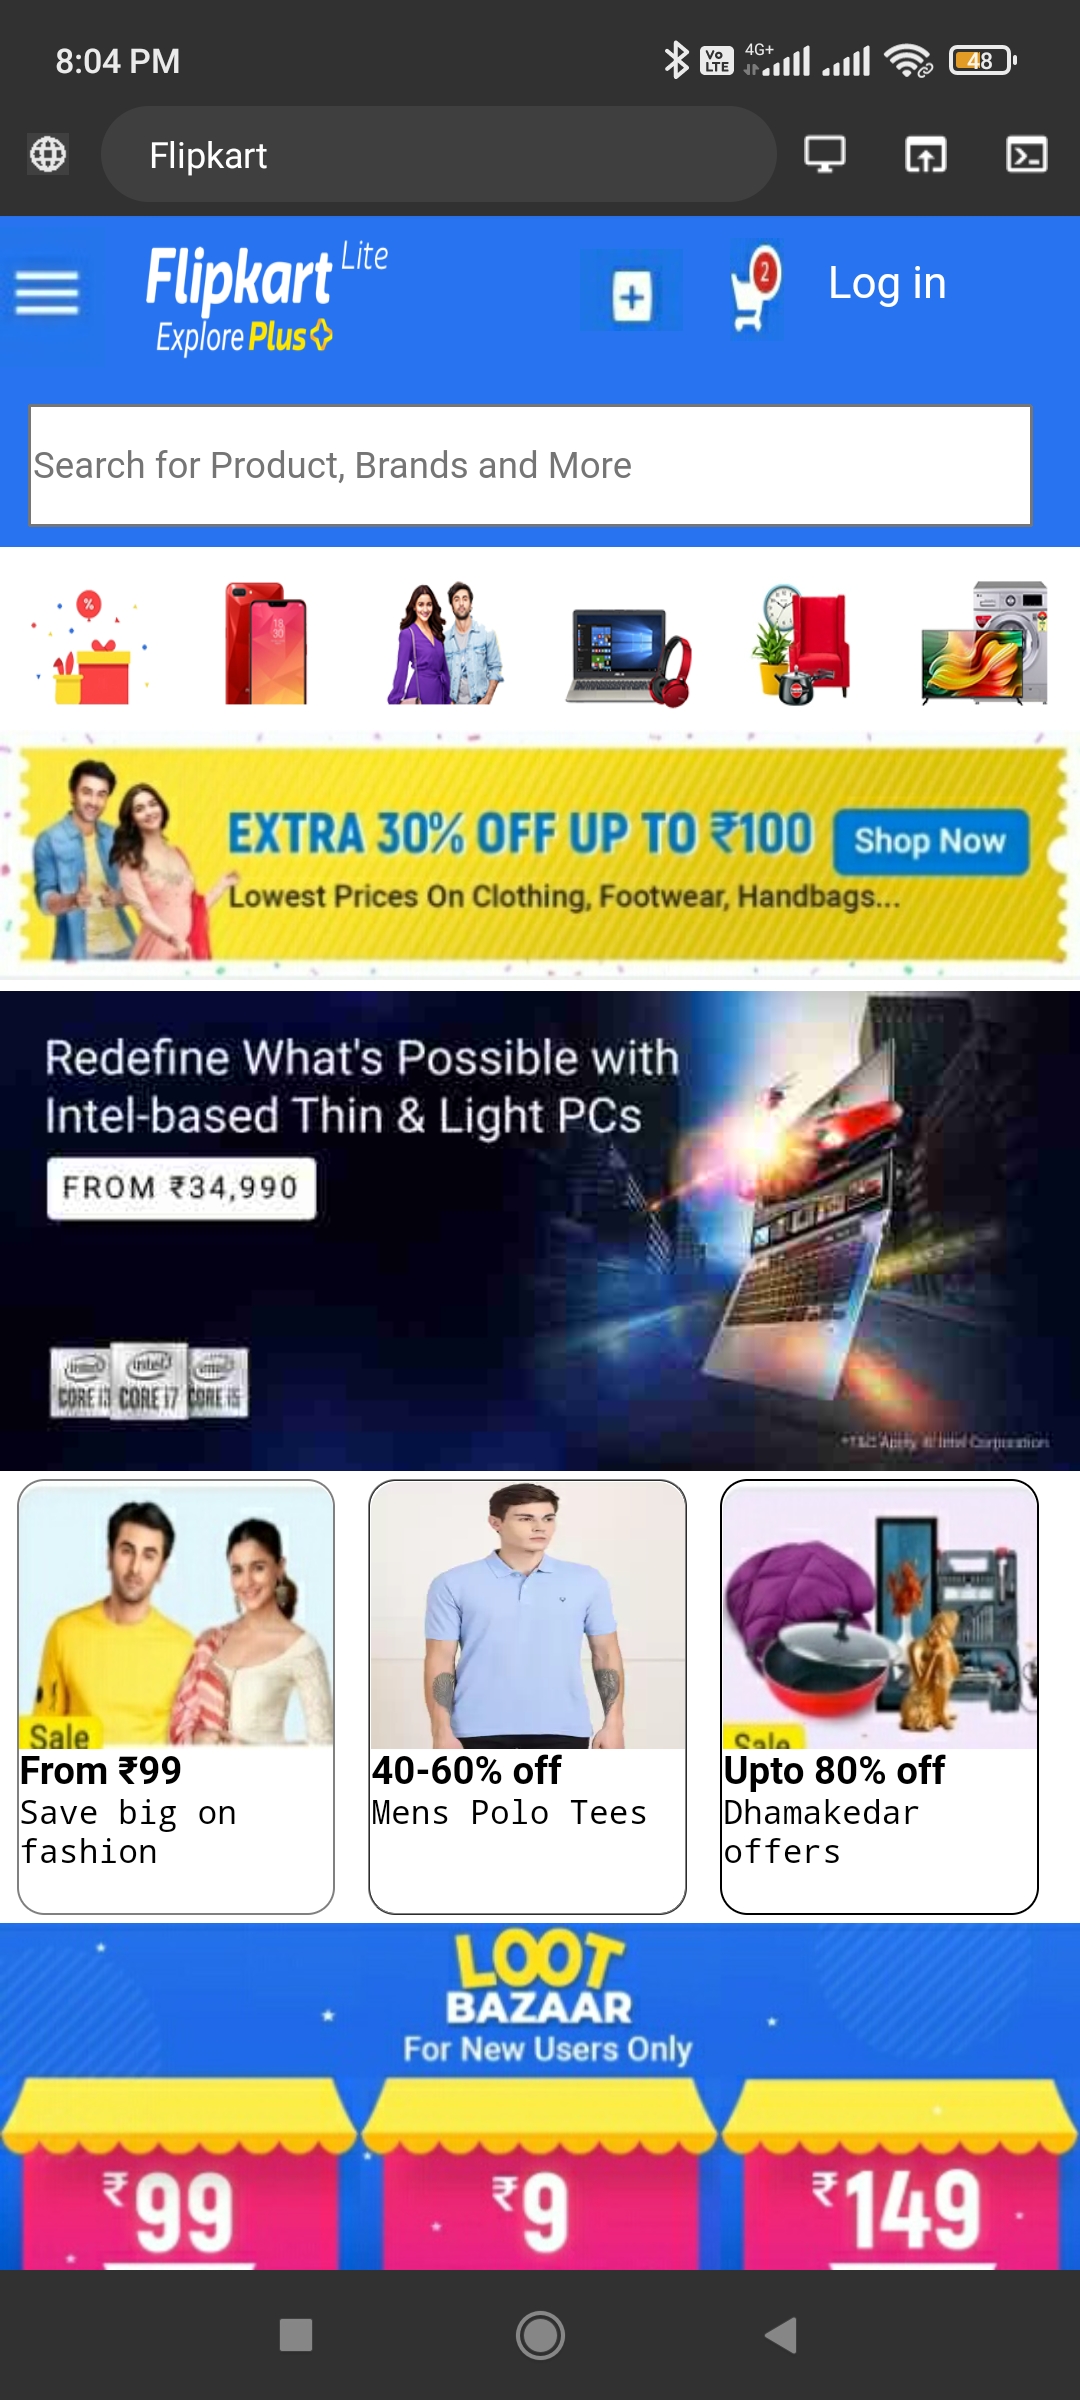 8:04 PM
Vo LTE
4G+
48
Flipkart
Flipkart Lite
Explore Plus
2
Log in
Search for Product, Brands and More
%
18
30
EXTRA 30% OFF UP TO ₹100
Shop Now
Lowest Prices On Clothing, Footwear, Handbags...
Redefine What's Possible with
Intel-based Thin & Light PCs
FROM ₹34,990
intel intel intel
CORE i3 CORE i7 CORE i5
*T&C Apply. © Intel Corporation
Sale
From ₹99
Save big on
fashion
40-60% off
Mens Polo Tees
Sale
Upto 80% off
Dhamakedar
offers
LOOT
BAZAAR
For New Users Only
₹99
₹9
₹149